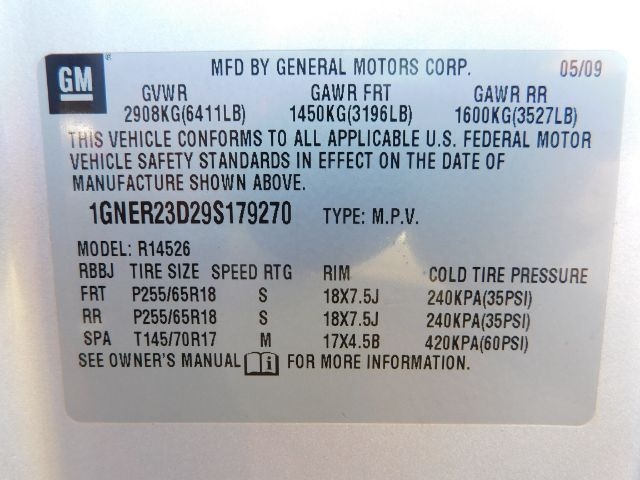 GM
MFD BY GENERAL MOTORS CORP. 05/09
GVWR GAWR FRT GAWR RR
2908KG(6411LB) 1450KG(3196LB) 1600KG(3527LB)
THIS VEHICLE CONFORMS TO ALL APPLICABLE U.S. FEDERAL MOTOR
VEHICLE SAFETY STANDARDS IN EFFECT ON THE DATE OF
MANUFACTURE SHOWN ABOVE.
1GNER23D29S179270 TYPE: M.P.V.
MODEL: R14526
RBBJ TIRE SIZE SPEED RTG RIM COLD TIRE PRESSURE
FRT P255/65R18 S 18X7.5J 240KPA(35PSI)
RR P255/65R18 S 18X7.5J 240KPA(35PSI)
SPA T145/70R17 M 17X4.5B 420KPA(60PSI)
SEE OWNER'S MANUAL i FOR MORE INFORMATION.